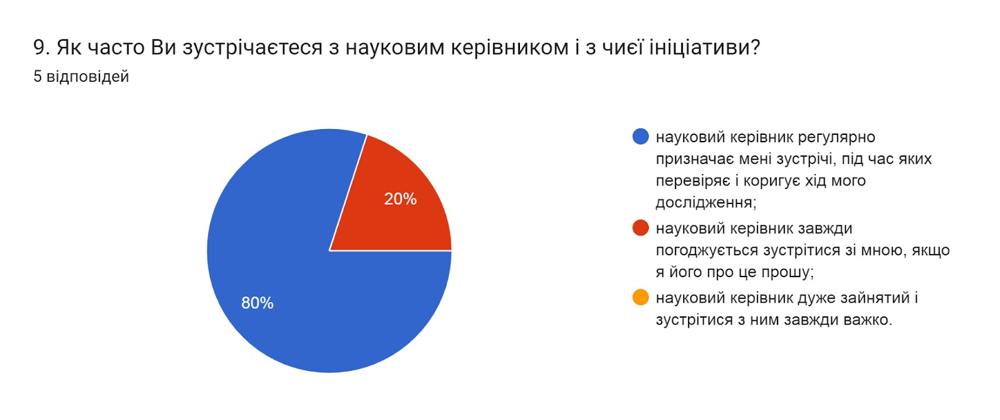 9. Як часто Ви зустрічаєтеся з науковим керівником і з чиєї ініціативи?
5 відповідей
науковий керівник регулярно
призначає мені зустрічі, під час яких
перевіряє і коригує хід мого
дослідження;
науковий керівник завжди
погоджується зустрітися зі мною, якщо
я його про це прошу;
науковий керівник дуже зайнятий і
зустрітися з ним завжди важко.
20%
80%